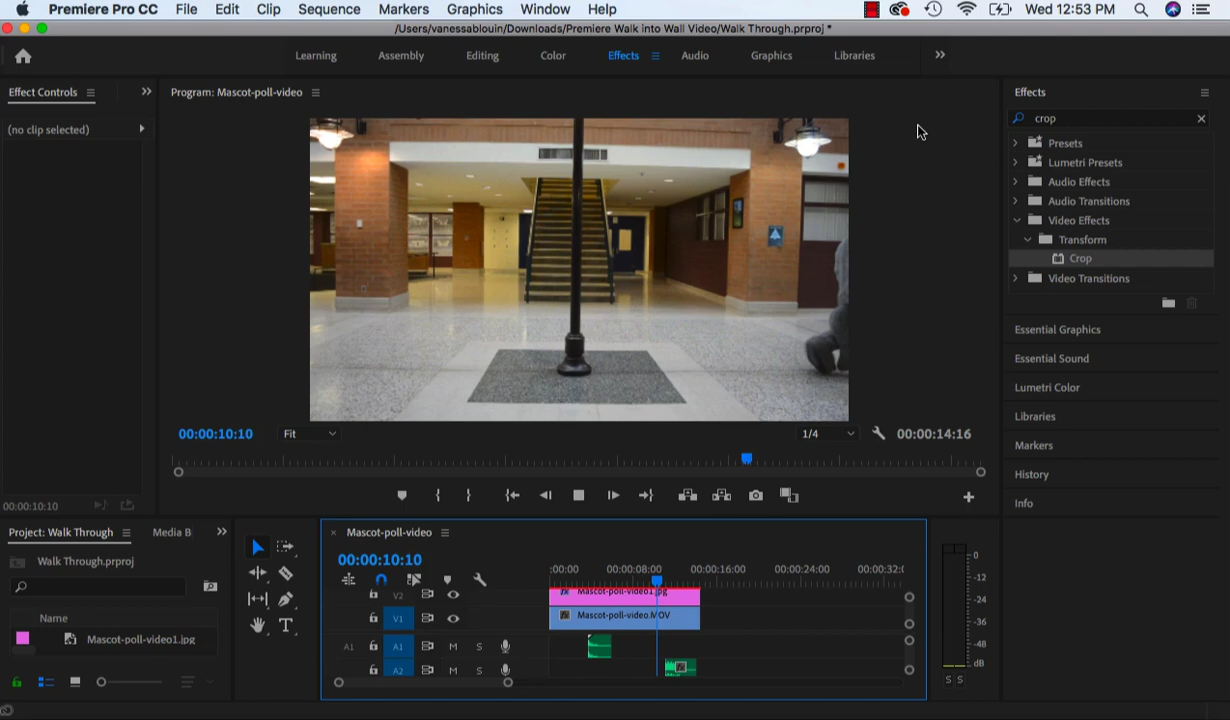 Premiere Pro CC File Edit Clip Sequence Markers Graphics Window Help Wed 12:53 PM
/Users/vanessablouin/Downloads/Premiere Walk into Wall Video/Walk Through.prproj *
Learning Assembly Editing Color Effects Audio Graphics Libraries
Effect Controls
(no clip selected)
00:00:10:10
Program: Mascot-poll-video
00:00:10:10 Fit 1/4 00:00:14:16
Effects
crop
Presets
Lumetri Presets
Audio Effects
Audio Transitions
Video Effects
Transform
Crop
Video Transitions
Essential Graphics
Essential Sound
Lumetri Color
Libraries
Markers
History
Info
Project: Walk Through Media B
Walk Through.prproj
Name
Mascot-poll-video1.jpg
Mascot-poll-video
00:00:10:10
:00:00 00:00:08:00 00:00:16:00 00:00:24:00 00:00:32:0
V2 fx Mascot-poll-video1.jpg
V1 fx Mascot-poll-video.MOV
A1 A1 M S
A2 M S fx
0
-12
-24
-36
-48
dB
S S